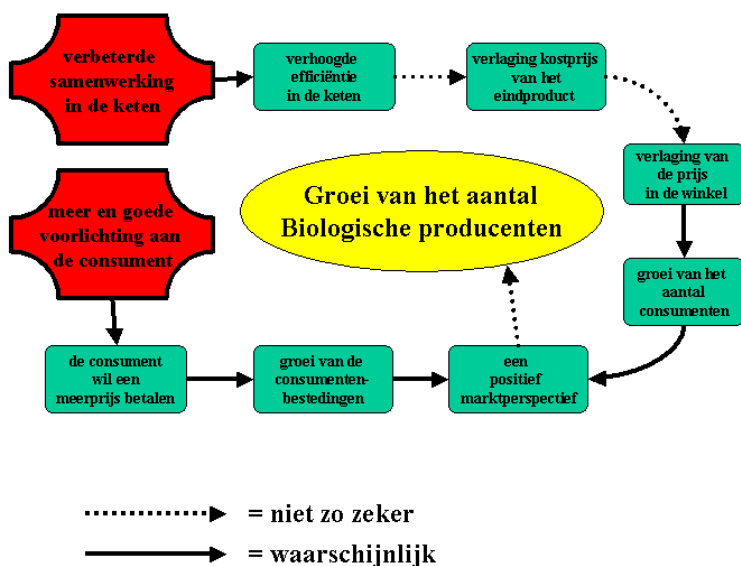 verbeterde
samenwerking
in de keten
verhoogde
efficiëntie
in de keten
verlaging kostprijs
van het
eindproduct
verlaging van
de prijs
in de winkel
meer en goede
voorlichting aan
de consument
Groei van het aantal
Biologische producenten
groei van het
aantal
consumenten
de consument
wil een
meerprijs betalen
groei van de
consumenten-
bestedingen
een
positief
marktperspectief
= niet zo zeker
= waarschijnlijk